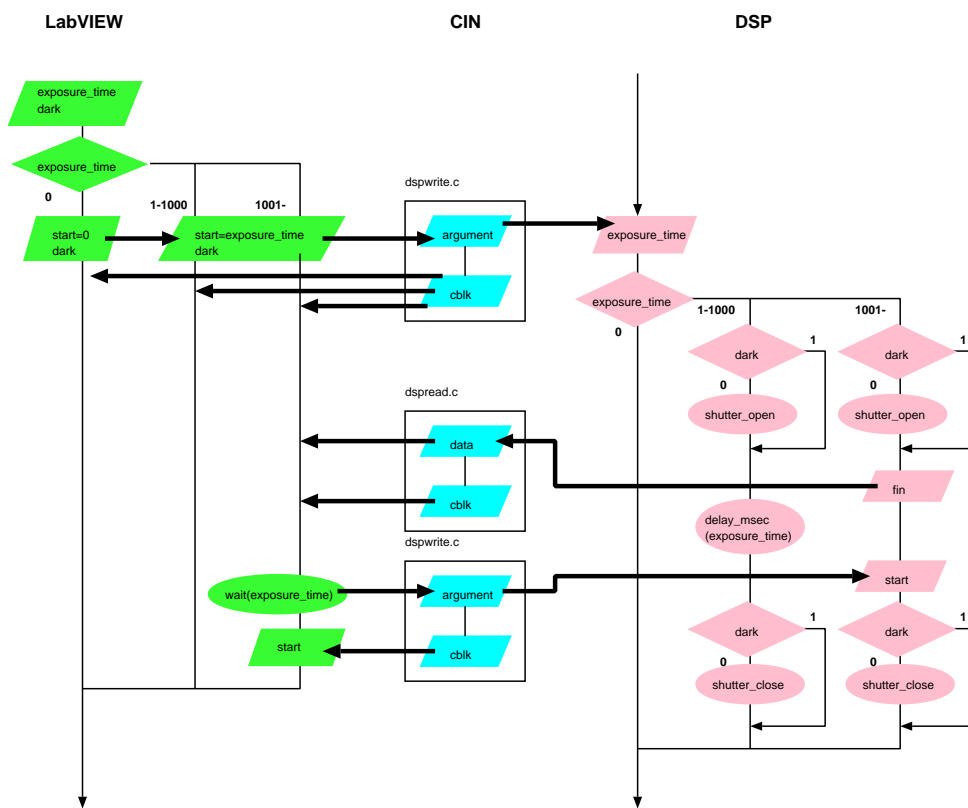 LabVIEW
CIN
DSP
exposure_time
dark
exposure_time
0
1-1000
1001-
start=0
dark
start=exposure_time
dark
dspwrite.c
argument
cblk
exposure_time
exposure_time
0
1-1000
1001-
dark
1
0
shutter_open
dark
1
0
shutter_open
dspread.c
data
cblk
fin
delay_msec
(exposure_time)
dspwrite.c
wait(exposure_time)
argument
start
start
cblk
dark
1
0
shutter_close
dark
1
0
shutter_close